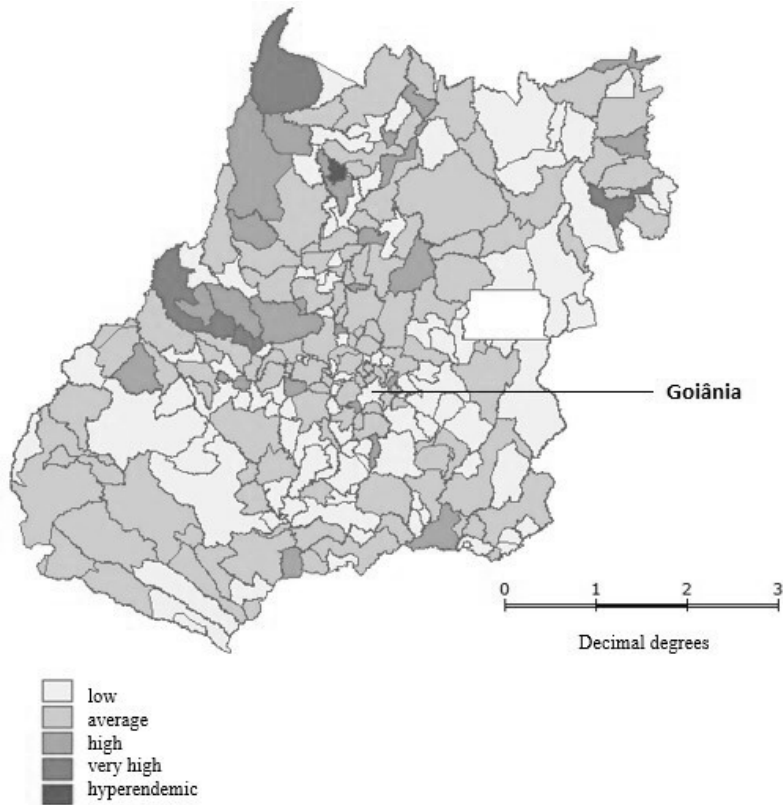 Goiânia
0 1 2 3
Decimal degrees
low
average
high
very high
hyperendemic